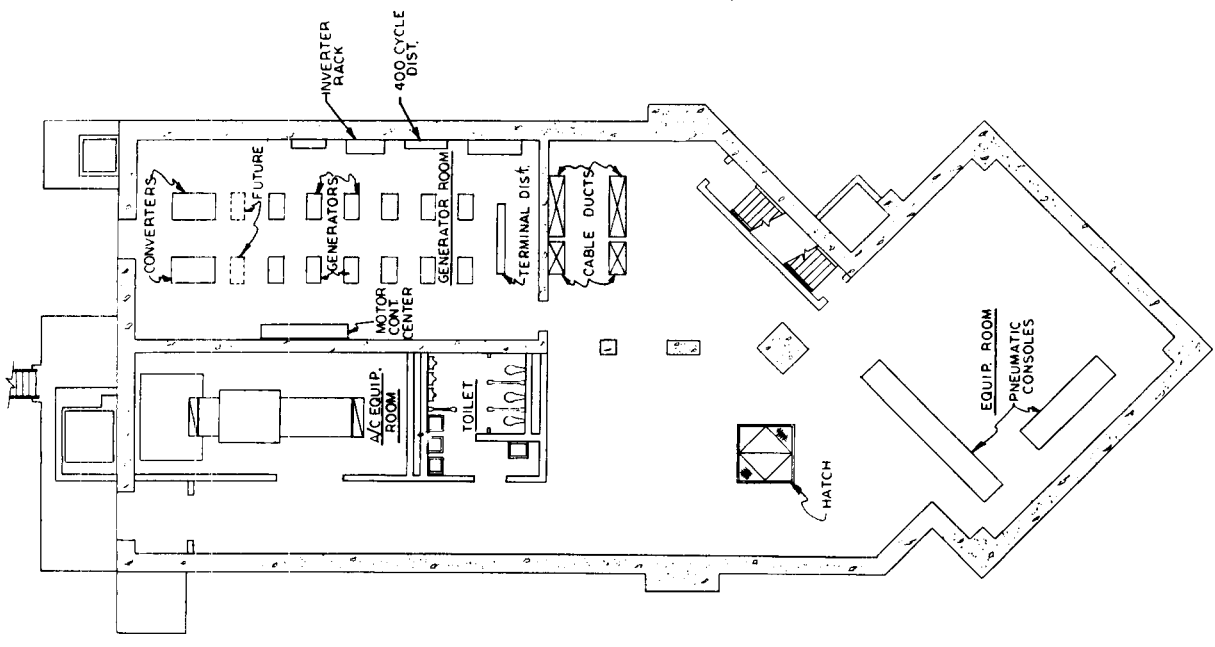 INVERTER
RACK
400 CYCLE
DIST.
CONVERTERS
FUTURE
GENERATORS
GENERATOR ROOM
TERMINAL DIST.
CABLE DUCTS
MOTOR
CONT.
CENTER
A/C EQUIP.
ROOM
TOILET
HATCH
EQUIP. ROOM
PNEUMATIC
CONSOLES